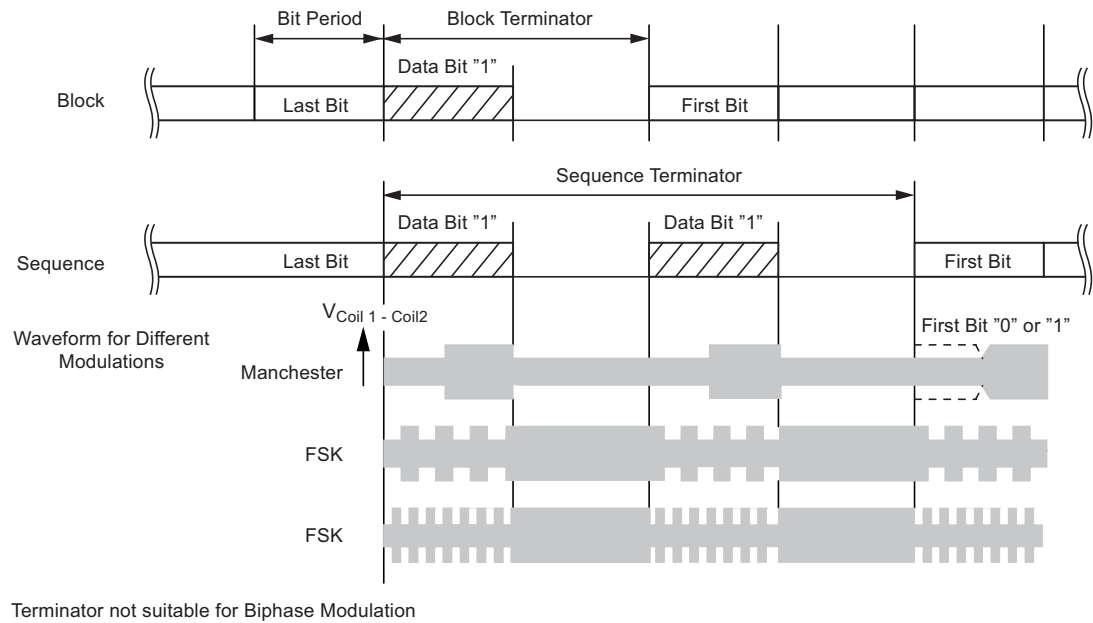 Bit Period
Block Terminator
Data Bit ”1”
Block
Last Bit
First Bit
Sequence Terminator
Data Bit ”1”
Data Bit ”1”
Sequence
Last Bit
First Bit
VCoil 1 - Coil2
Waveform for Different
Modulations
First Bit ”0” or ”1”
Manchester
FSK
FSK
Terminator not suitable for Biphase Modulation